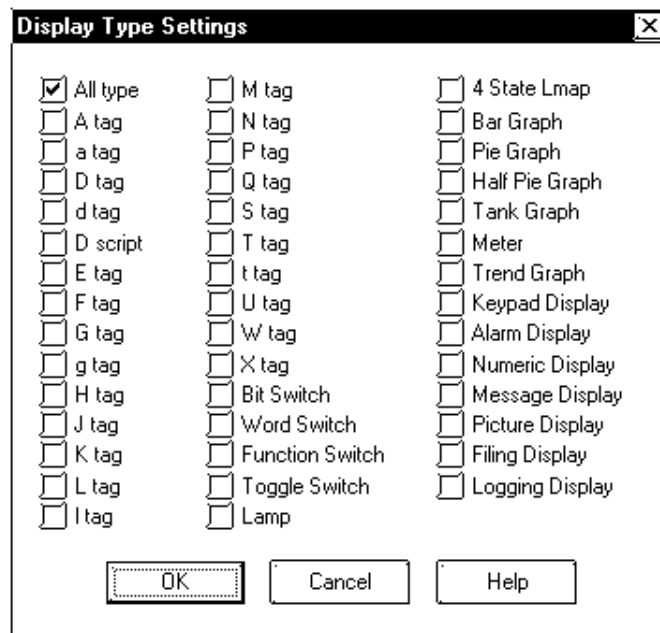 Display Type Settings
All type
A tag
a tag
D tag
d tag
D script
E tag
F tag
G tag
g tag
H tag
J tag
K tag
L tag
l tag
M tag
N tag
P tag
Q tag
S tag
T tag
t tag
U tag
W tag
X tag
Bit Switch
Word Switch
Function Switch
Toggle Switch
Lamp
4 State Lmap
Bar Graph
Pie Graph
Half Pie Graph
Tank Graph
Meter
Trend Graph
Keypad Display
Alarm Display
Numeric Display
Message Display
Picture Display
Filing Display
Logging Display
OK
Cancel
Help